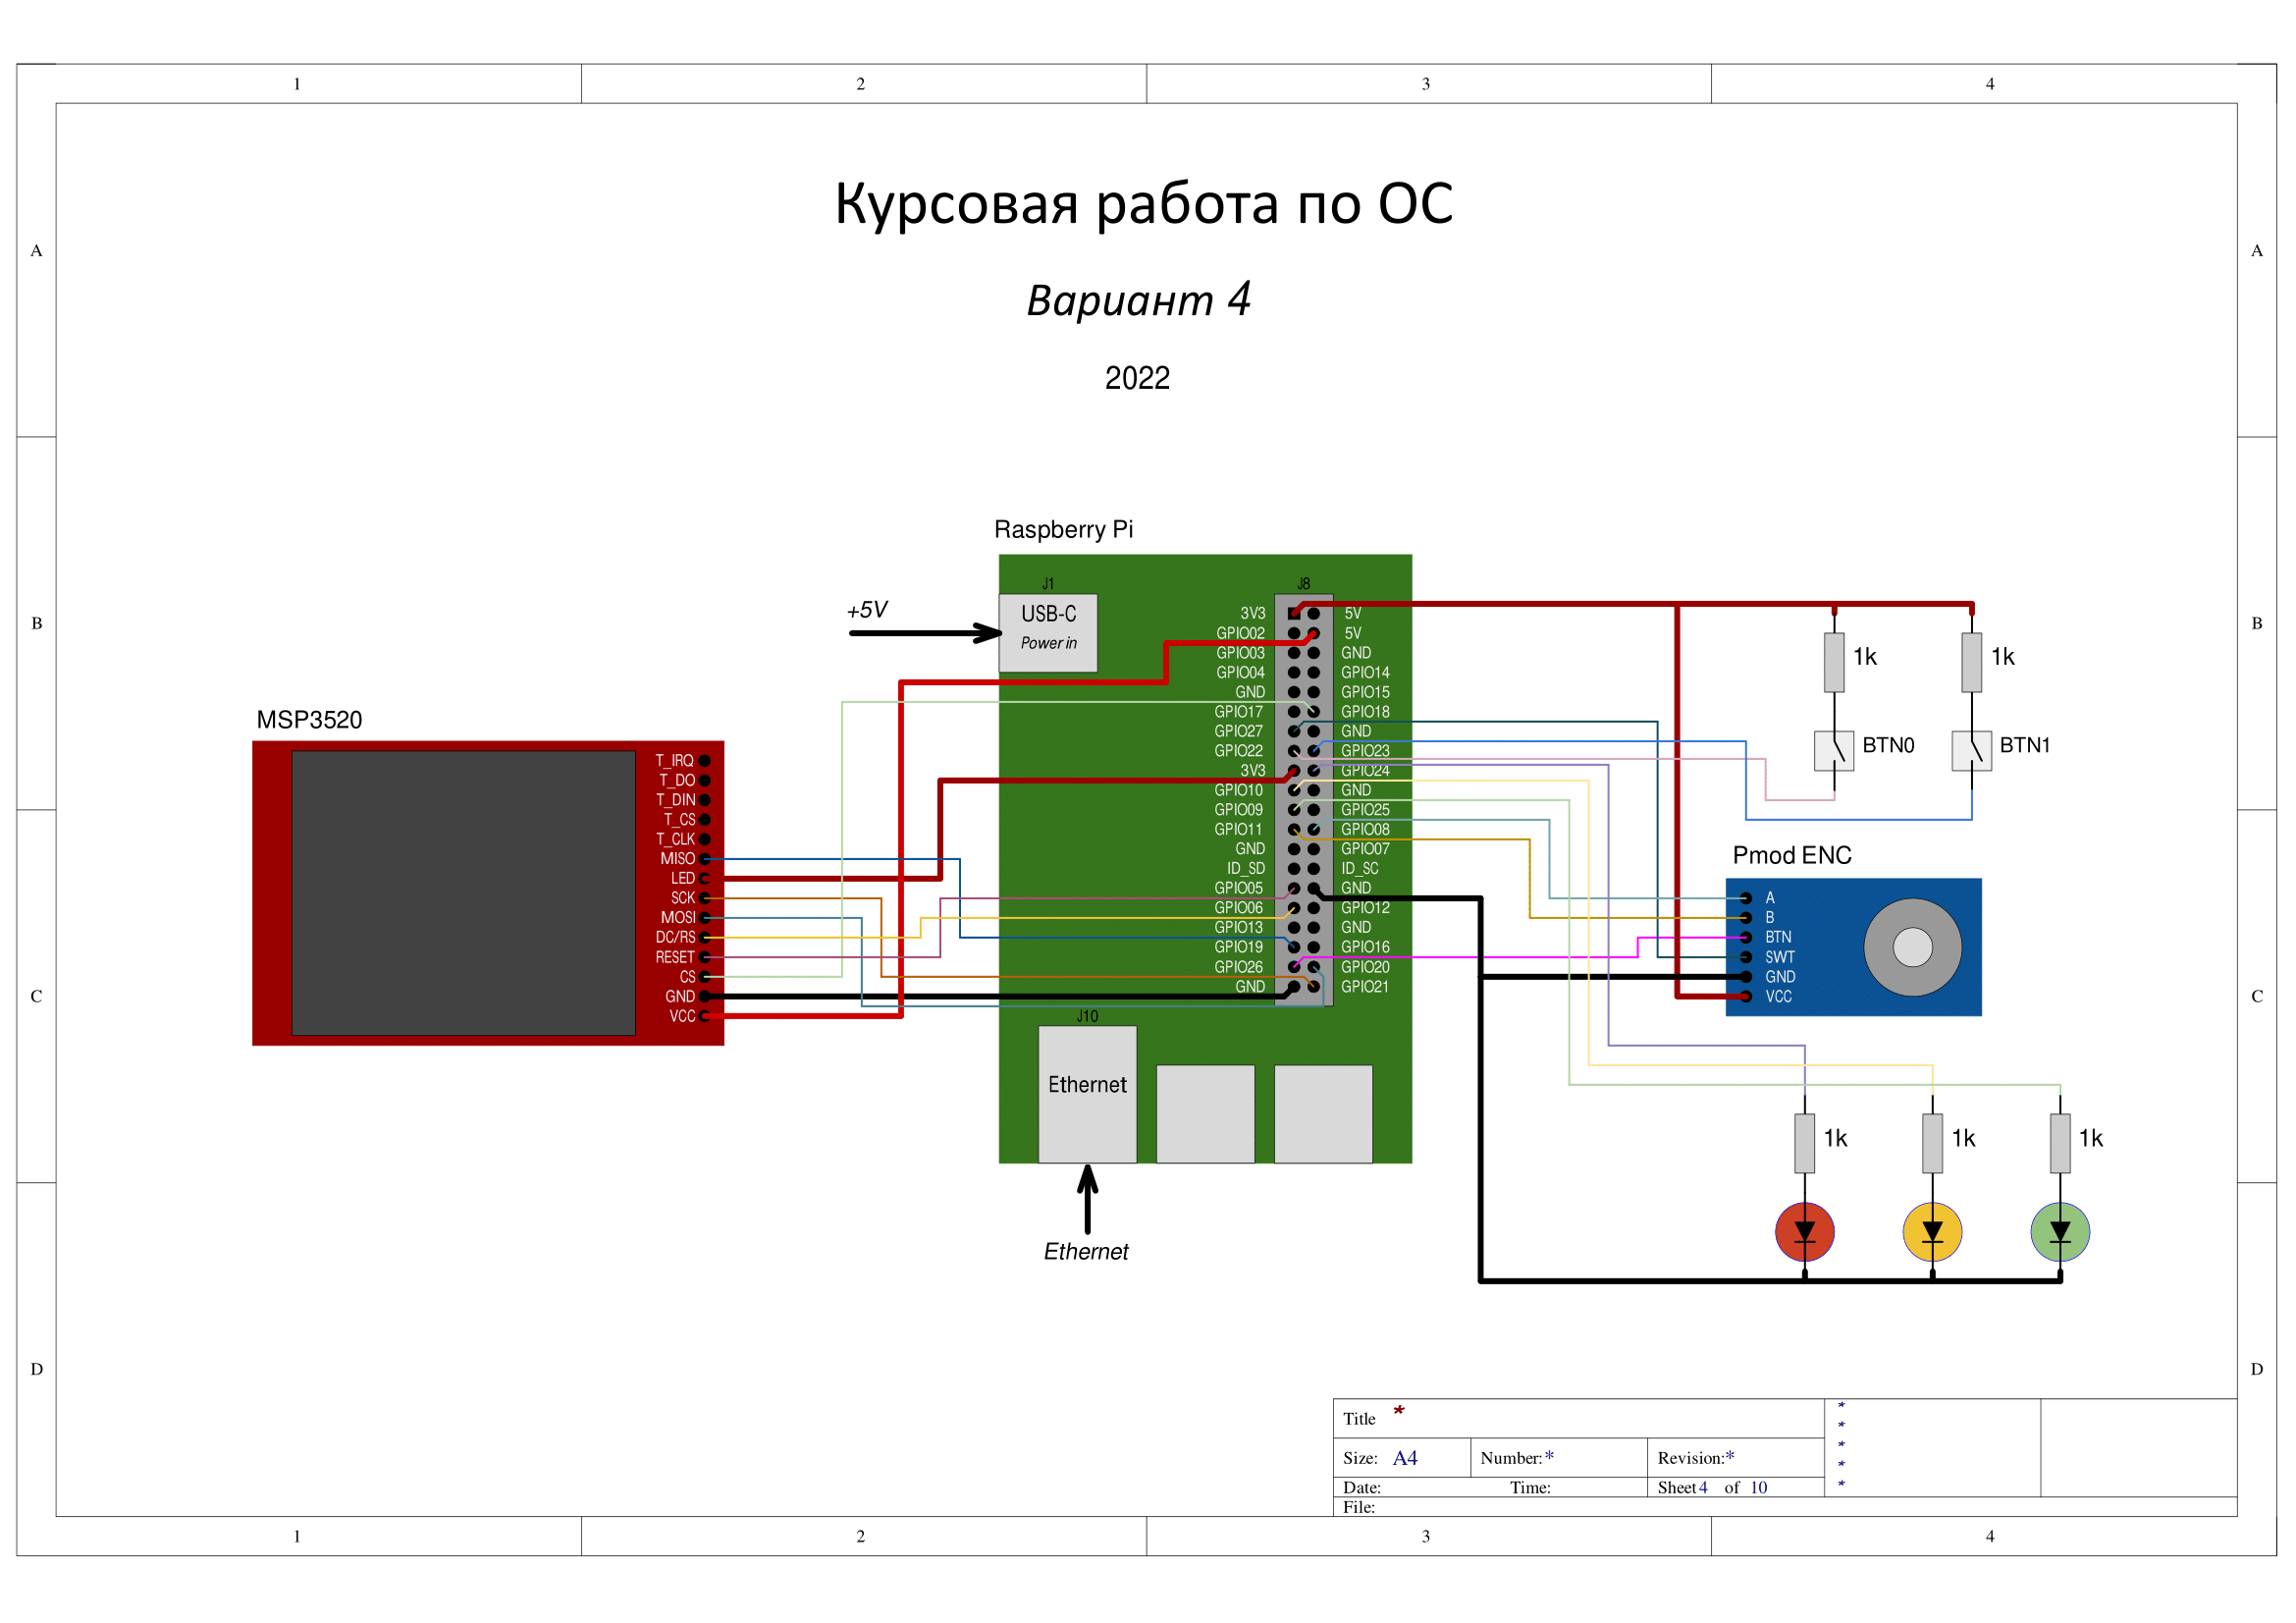 1 2 3 4
A A
Курсовая работа по ОС
Вариант 4
2022
B B
Raspberry Pi
J1 J8
+5V
USB-C
Power in
3V3 5V
GPIO02 5V
GPIO03 GND
GPIO04 GPIO14
GND GPIO15
GPIO17 GPIO18
GPIO27 GND
GPIO22 GPIO23
3V3 GPIO24
GPIO10 GND
GPIO09 GPIO25
GPIO11 GPIO08
GND GPIO07
ID_SD ID_SC
GPIO05 GND
GPIO06 GPIO12
GPIO13 GND
GPIO19 GPIO16
GPIO26 GPIO20
GND GPIO21
J10
Ethernet
Ethernet
1k 1k
BTN0 BTN1
MSP3520
T_IRQ
T_DO
T_DIN
T_CS
T_CLK
MISO
LED
SCK
MOSI
DC/RS
RESET
CS
GND
VCC
Pmod ENC
A
B
BTN
SWT
GND
VCC
C C
1k 1k 1k
D D
Title *
Size: A4 Number:* Revision:*
Date: Time: Sheet 4 of 10
File:
*
*
*
*
*
1 2 3 4